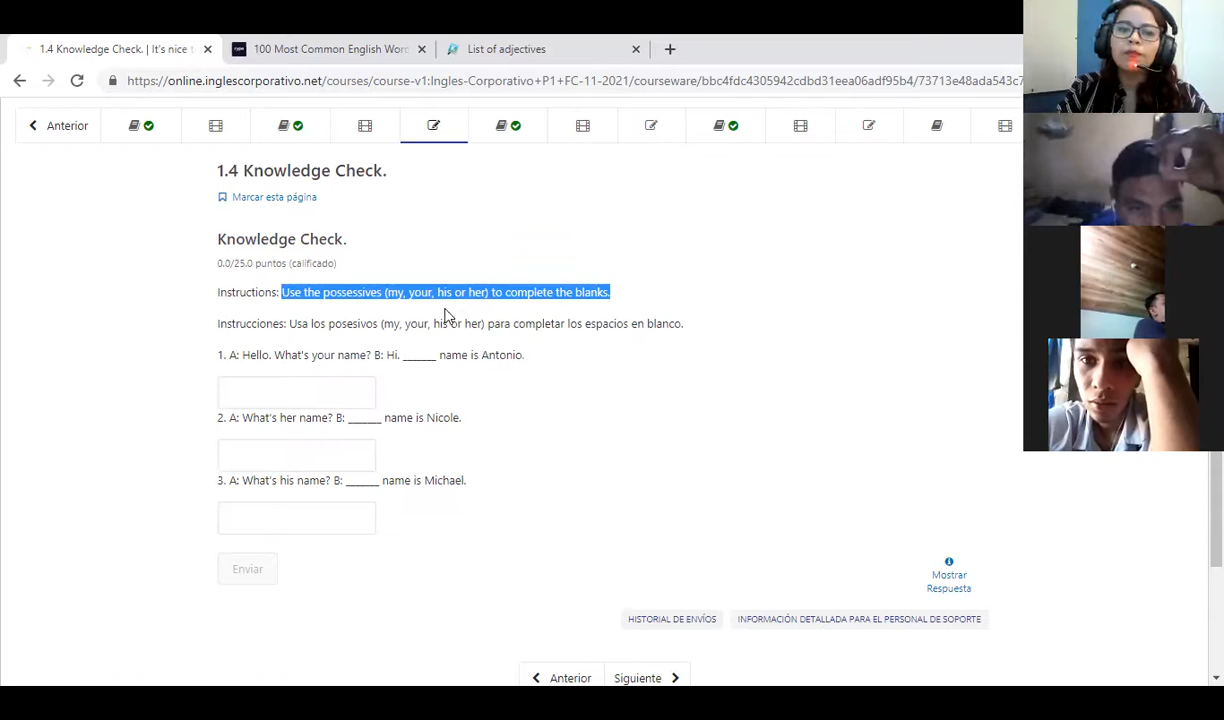 1.4 Knowledge Check. | It's nice t
100 Most Common English Word
List of adjectives
https://online.inglescorporativo.net/courses/course-v1:Ingles-Corporativo+P1+FC-11-2021/courseware/bbc4fdc4305942cdbd31eea06adf95b4/73713e48ada543c7
Anterior
1.4 Knowledge Check.
Marcar esta página
Knowledge Check.
0.0/25.0 puntos (calificado)
Instructions: Use the possessives (my, your, his or her) to complete the blanks.
Instrucciones: Usa los posesivos (my, your, his or her) para completar los espacios en blanco.
1. A: Hello. What's your name? B: Hi. ______ name is Antonio.
2. A: What's her name? B: ______ name is Nicole.
3. A: What's his name? B: ______ name is Michael.
Enviar
Mostrar
Respuesta
HISTORIAL DE ENVÍOS
INFORMACIÓN DETALLADA PARA EL PERSONAL DE SOPORTE
Anterior
Siguiente